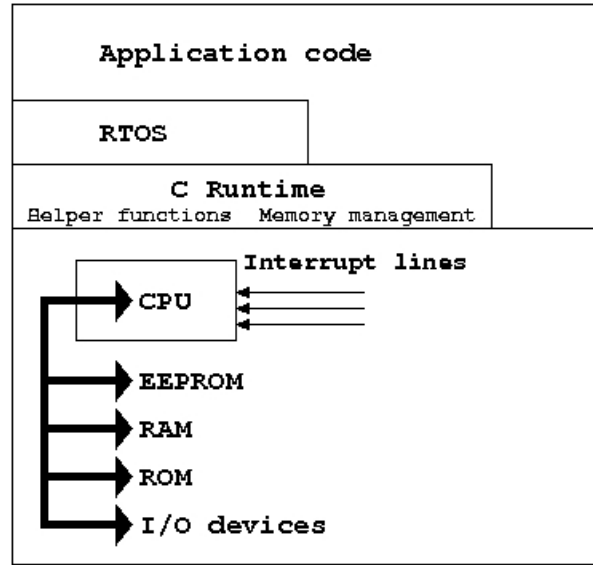 Application code
RTOS
C Runtime
Helper functions Memory management
Interrupt lines
CPU
EEPROM
RAM
ROM
I/O devices